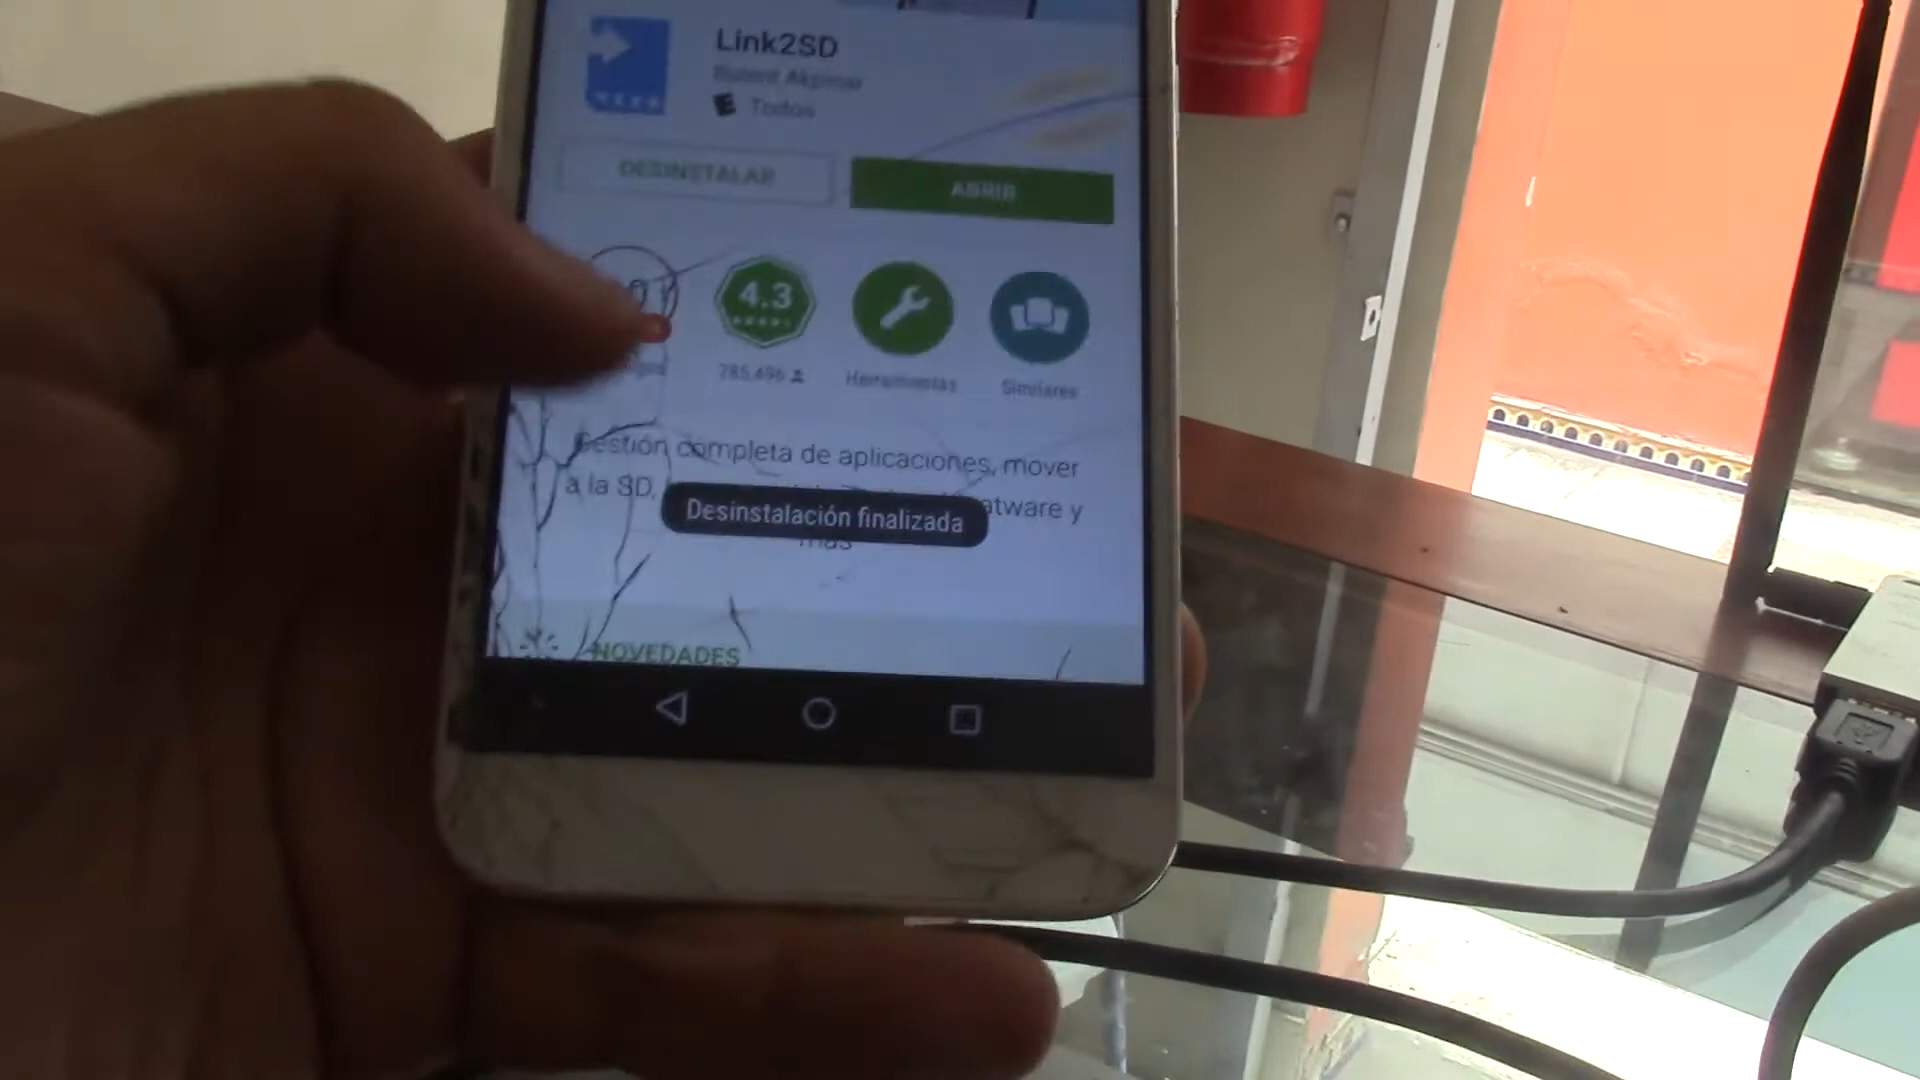 Link2SD
Bulent Akpinar
E Todos
DESINSTALAR
ABRIR
4.3
285,496
Herramientas
Similares
Gestión completa de aplicaciones, mover
a la SD,
atware y
más
Desinstalación finalizada
NOVEDADES